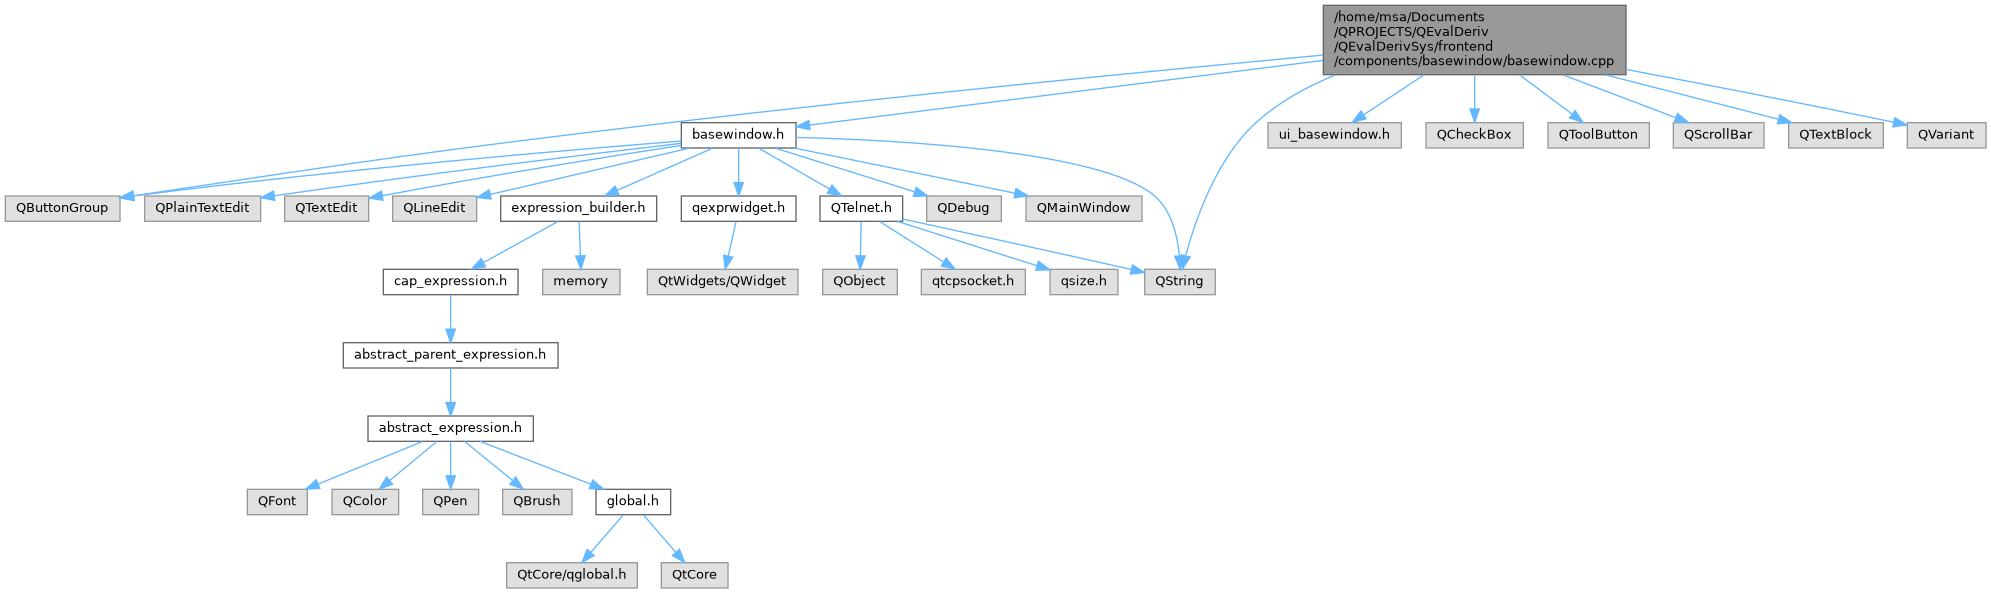 /home/msa/Documents
/QPROJECTS/QEvalDeriv
/QEvalDerivSys/frontend
/components/basewindow/basewindow.cpp
basewindow.h
ui_basewindow.h
QCheckBox
QToolButton
QScrollBar
QTextBlock
QVariant
QButtonGroup
QPlainTextEdit
QTextEdit
QLineEdit
expression_builder.h
qexprwidget.h
QTelnet.h
QDebug
QMainWindow
cap_expression.h
memory
QtWidgets/QWidget
QObject
qtcpsocket.h
qsize.h
QString
abstract_parent_expression.h
abstract_expression.h
QFont
QColor
QPen
QBrush
global.h
QtCore/qglobal.h
QtCore